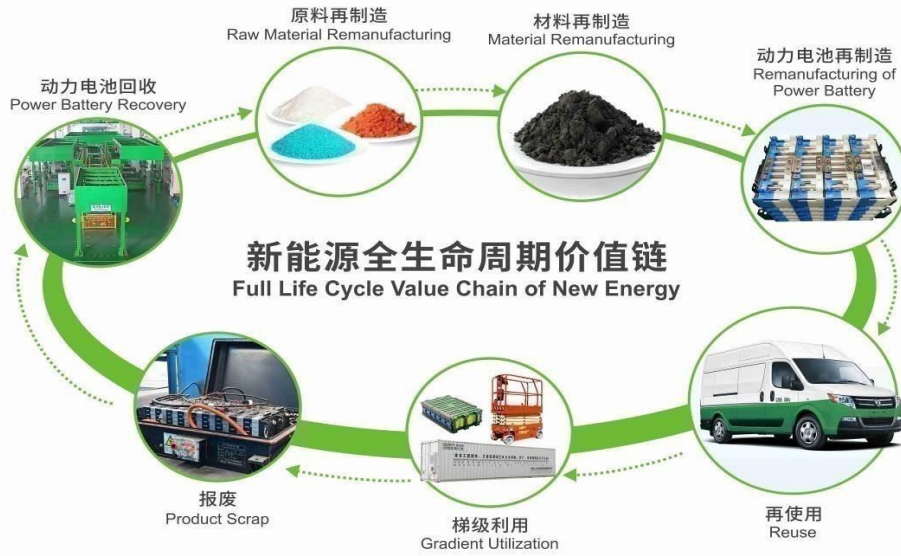 原料再制造
Raw Material Remanufacturing
材料再制造
Material Remanufacturing
动力电池再制造
Remanufacturing of
Power Battery
动力电池回收
Power Battery Recovery
新能源全生命周期价值链
Full Life Cycle Value Chain of New Energy
报废
Product Scrap
梯级利用
Gradient Utilization
再使用
Reuse